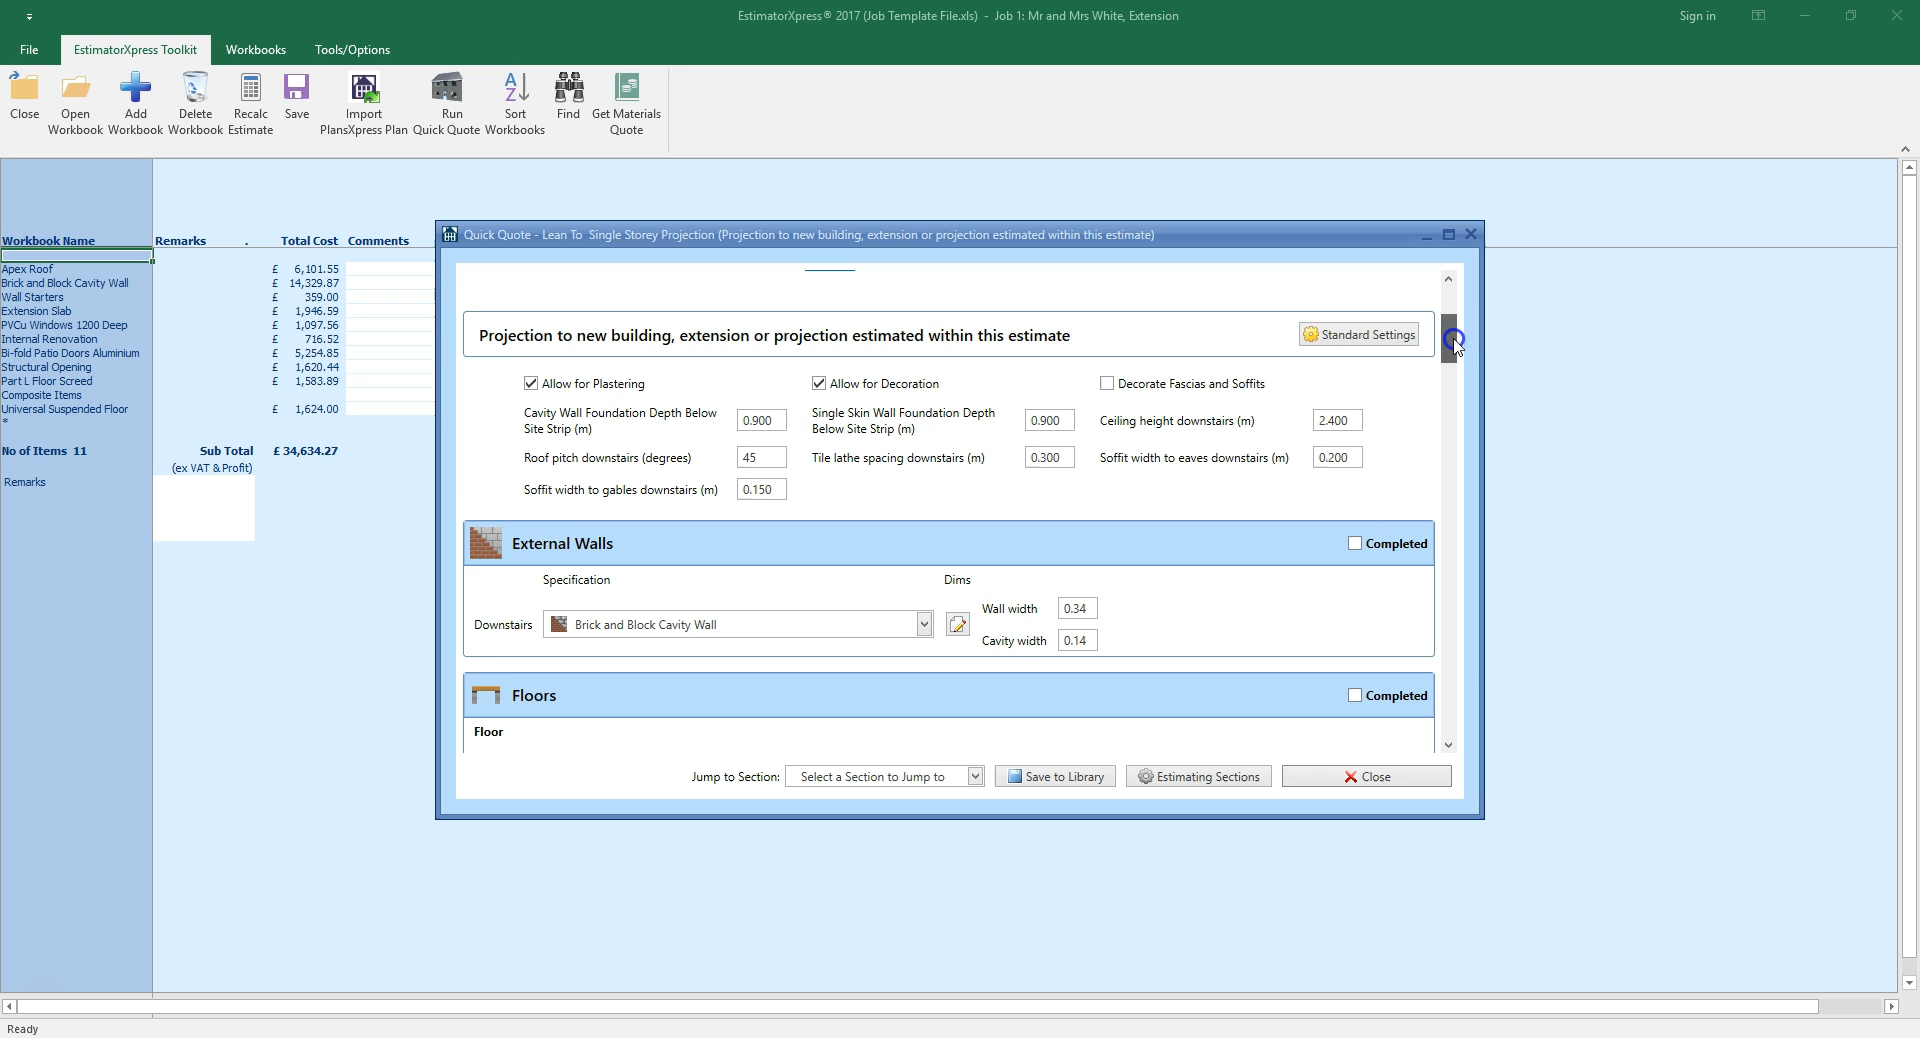 EstimatorXpress® 2017 (Job Template File.xls) - Job 1: Mr and Mrs White, Extension
Sign in
File
EstimatorXpress Toolkit
Workbooks
Tools/Options
Close
Open Workbook
Add Workbook
Delete Workbook
Recalc Estimate
Save
Import PlansXpress Plan
Run Quick Quote
Sort Workbooks
Find
Get Materials Quote
Workbook Name Remarks . Total Cost Comments
Apex Roof £ 6,101.55
Brick and Block Cavity Wall £ 14,329.87
Wall Starters £ 359.00
Extension Slab £ 1,946.59
PVCu Windows 1200 Deep £ 1,097.56
Internal Renovation £ 716.52
Bi-fold Patio Doors Aluminium £ 5,254.85
Structural Opening £ 1,620.44
Part L Floor Screed £ 1,583.89
Composite Items
Universal Suspended Floor £ 1,624.00
*
No of Items 11 Sub Total £ 34,634.27
(ex VAT & Profit)
Remarks
Quick Quote - Lean To Single Storey Projection (Projection to new building, extension or projection estimated within this estimate)
Projection to new building, extension or projection estimated within this estimate
Standard Settings
Allow for Plastering
Allow for Decoration
Decorate Fascias and Soffits
Cavity Wall Foundation Depth Below Site Strip (m) 0.900
Single Skin Wall Foundation Depth Below Site Strip (m) 0.900
Ceiling height downstairs (m) 2.400
Roof pitch downstairs (degrees) 45
Tile lathe spacing downstairs (m) 0.300
Soffit width to eaves downstairs (m) 0.200
Soffit width to gables downstairs (m) 0.150
External Walls
Completed
Specification
Dims
Downstairs
Brick and Block Cavity Wall
Wall width 0.34
Cavity width 0.14
Floors
Completed
Floor
Jump to Section:
Select a Section to Jump to
Save to Library
Estimating Sections
Close
Ready